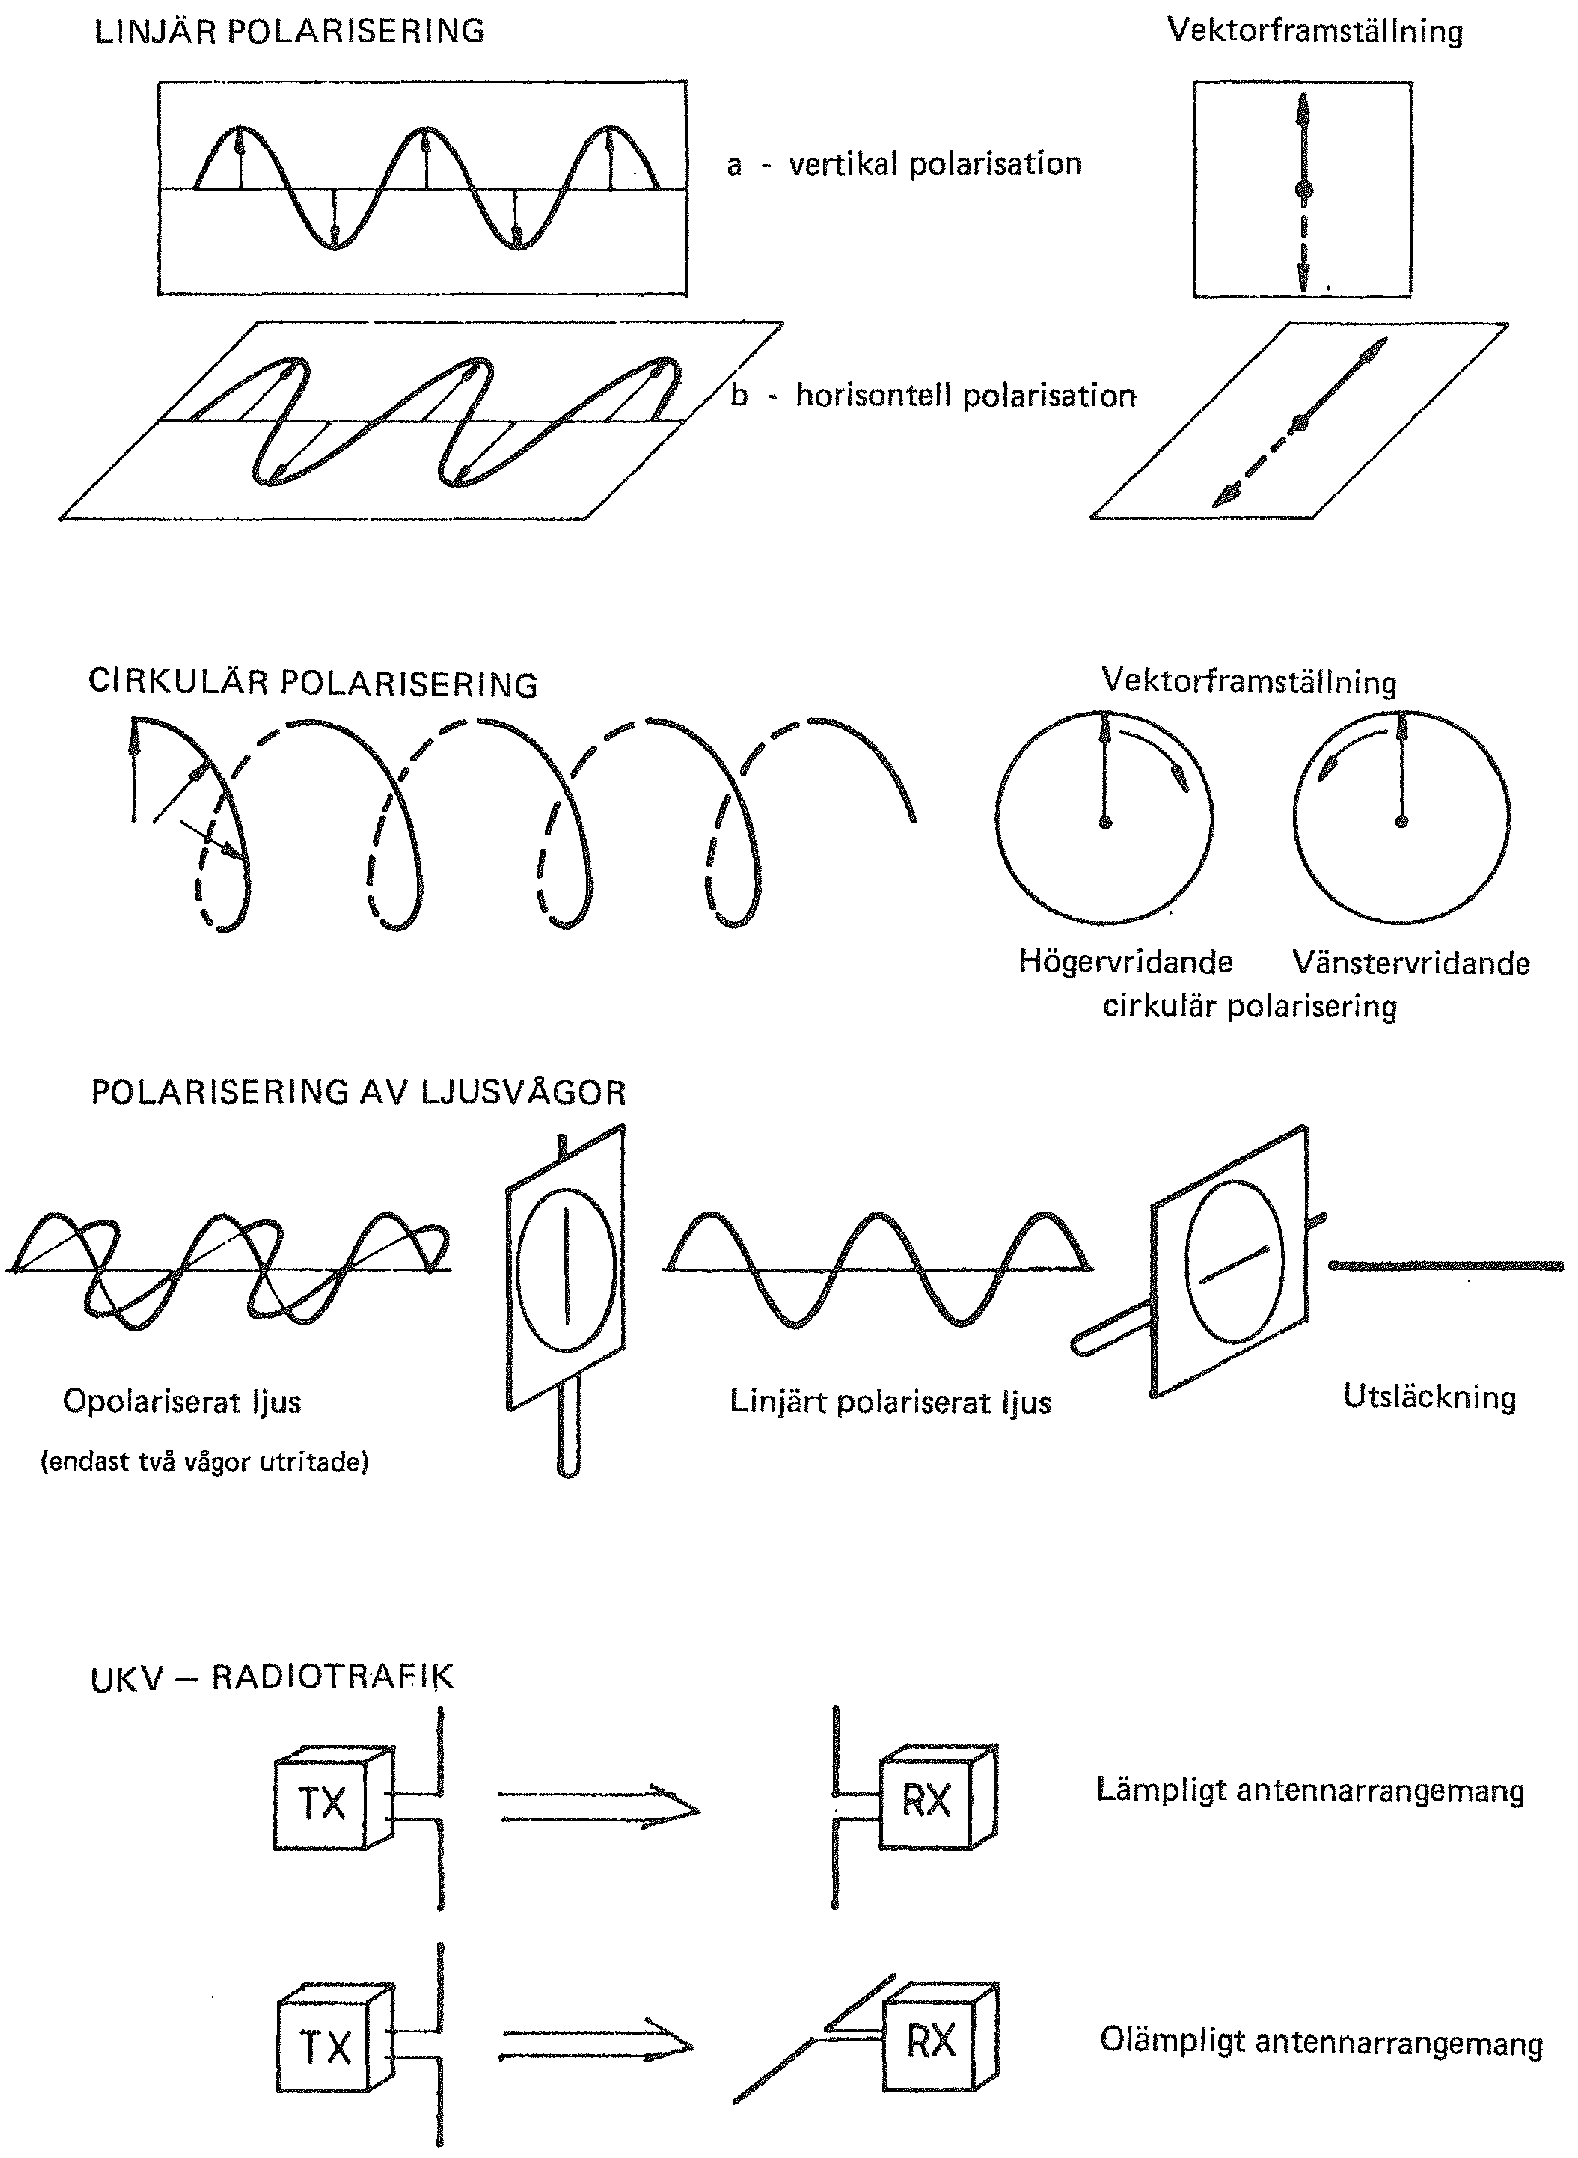 LINJÄR POLARISERING
Vektorframställning
a - vertikal polarisation
b - horisontell polarisation
CIRKULÄR POLARISERING
Vektorframställning
Högervridande
Vänstervridande
cirkulär polarisering
POLARISERING AV LJUSVÅGOR
Opolariserat ljus
(endast två vågor utritade)
Linjärt polariserat ljus
Utsläckning
UKV – RADIOTRAFIK
TX
RX
Lämpligt antennarrangemang
TX
RX
Olämpligt antennarrangemang